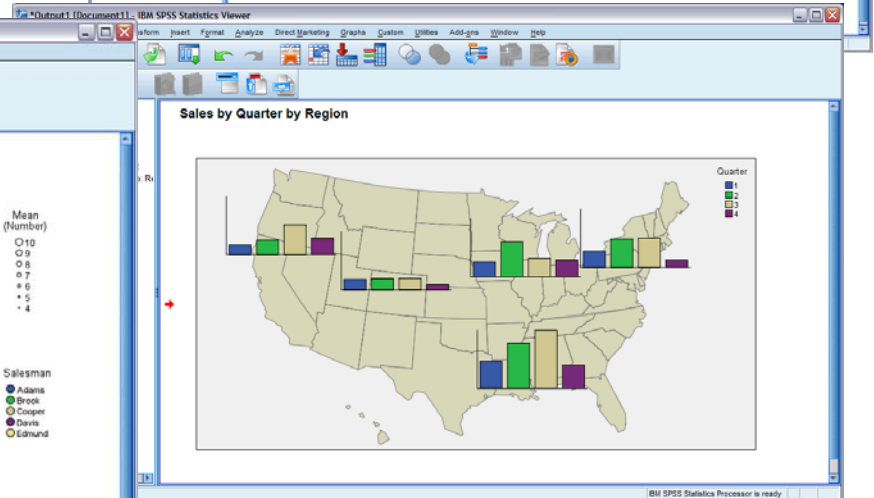 *Output1 [Document1] - IBM SPSS Statistics Viewer
Insert Format Analyze Direct Marketing Graphs Custom Utilities Add-ons Window Help
Sales by Quarter by Region
Quarter
1
2
3
4
Mean
(Number)
10
9
8
7
6
5
4
Salesman
Adams
Brook
Cooper
Davis
Edmund
IBM SPSS Statistics Processor is ready